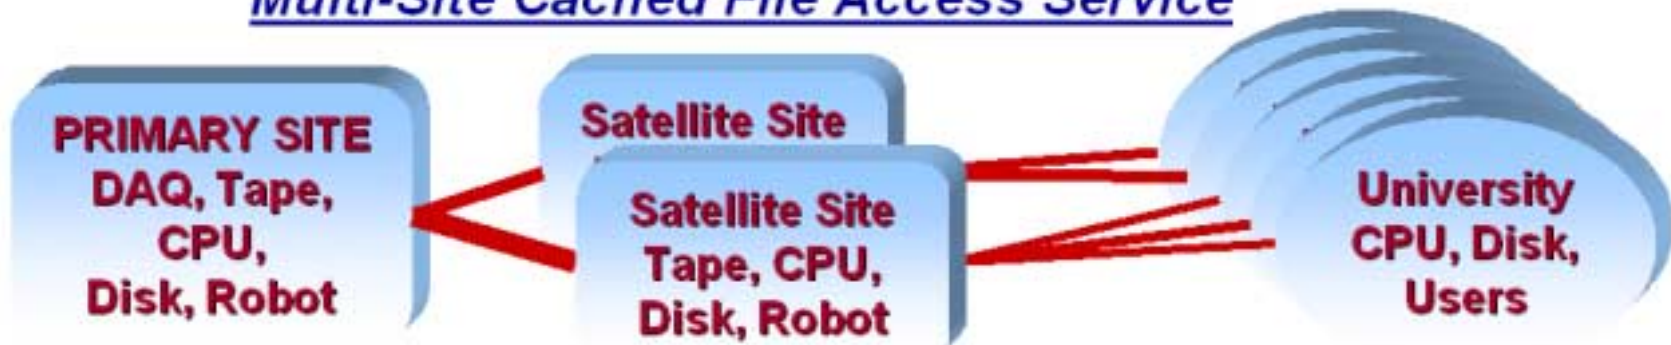 Multi-Site Cached File Access Service
PRIMARY SITE
DAQ, Tape,
CPU,
Disk, Robot
Satellite Site
Satellite Site
Tape, CPU,
Disk, Robot
University
CPU, Disk,
Users